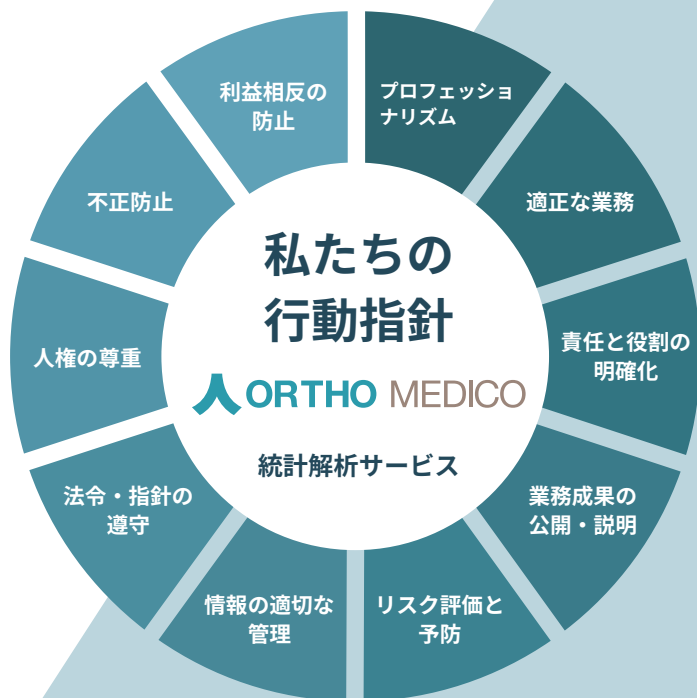 私たちの
行動指針
ORTHO MEDICO
統計解析サービス
プロフェッショ
ナリズム
適正な業務
責任と役割の
明確化
業務成果の
公開・説明
リスク評価と
予防
情報の適切な
管理
法令・指針の
遵守
人権の尊重
不正防止
利益相反の
防止